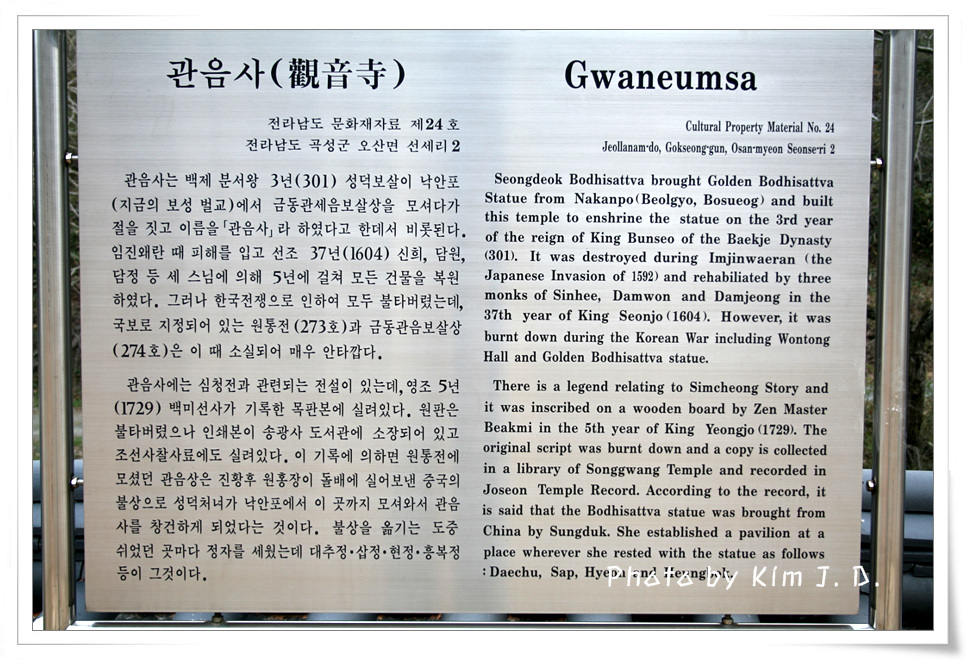 관음사(觀音寺)
전라남도 문화재자료 제24호
전라남도 곡성군 오산면 선세리 2
관음사는 백제 분서왕 3년(301) 성덕보살이 낙안포
(지금의 보성 벌교)에서 금동관세음보살상을 모셔다가
절을 짓고 이름을 「관음사」라 하였다고 한데서 비롯된다.
임진왜란 때 피해를 입고 선조 37년(1604) 신희, 담원,
담정 등 세 스님에 의해 5년에 걸쳐 모든 건물을 복원
하였다. 그러나 한국전쟁으로 인하여 모두 불타버렸는데,
국보로 지정되어 있는 원통전(273호)과 금동관음보살상
(274호)은 이 때 소실되어 매우 안타깝다.
관음사에는 심청전과 관련되는 전설이 있는데, 영조 5년
(1729) 백미선사가 기록한 목판본에 실려있다. 원판은
불타버렸으나 인쇄본이 송광사 도서관에 소장되어 있고
조선사찰사료에도 실려있다. 이 기록에 의하면 원통전에
모셨던 관음상은 진황후 원홍장이 돌배에 실어보낸 중국의
불상으로 성덕처녀가 낙안포에서 이 곳까지 모셔와서 관음
사를 창건하게 되었다는 것이다. 불상을 옮기는 도중
쉬었던 곳마다 정자를 세웠는데 대추정·삽정·현정·흥복정
등이 그것이다.
Gwaneumsa
Cultural Property Material No. 24
Jeollanam-do, Gokseong-gun, Osan-myeon Seonse-ri 2
Seongdeok Bodhisattva brought Golden Bodhisattva
Statue from Nakanpo(Beolgyo, Bosueog) and built
this temple to enshrine the statue on the 3rd year
of the reign of King Bunseo of the Baekje Dynasty
(301). It was destroyed during Imjinwaeran (the
Japanese Invasion of 1592) and rehabiliated by three
monks of Sinhee, Damwon and Damjeong in the
37th year of King Seonjo(1604). However, it was
burnt down during the Korean War including Wontong
Hall and Golden Bodhisattva statue.
There is a legend relating to Simcheong Story and
it was inscribed on a wooden board by Zen Master
Beakmi in the 5th year of King Yeongjo(1729). The
original script was burnt down and a copy is collected
in a library of Songgwang Temple and recorded in
Joseon Temple Record. According to the record, it
is said that the Bodhisattva statue was brought from
China by Sungduk. She established a pavilion at a
place wherever she rested with the statue as follows
: Daechu, Sap, and
Photo by Kim J. D.